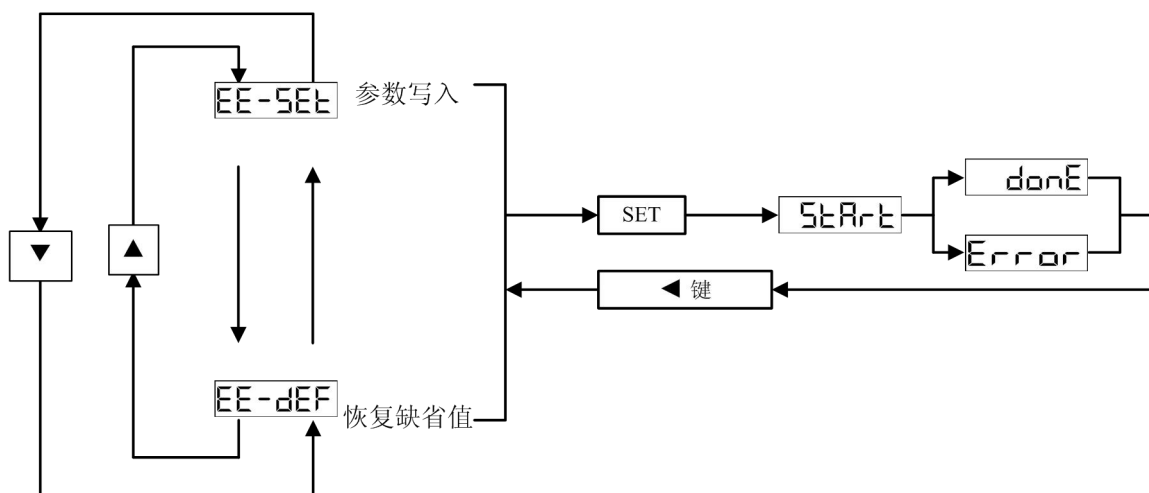 EE-SEt
参数写入
donE
SET
StArt
▼
▲
Error
◀ 键
EE-dEF
恢复缺省值